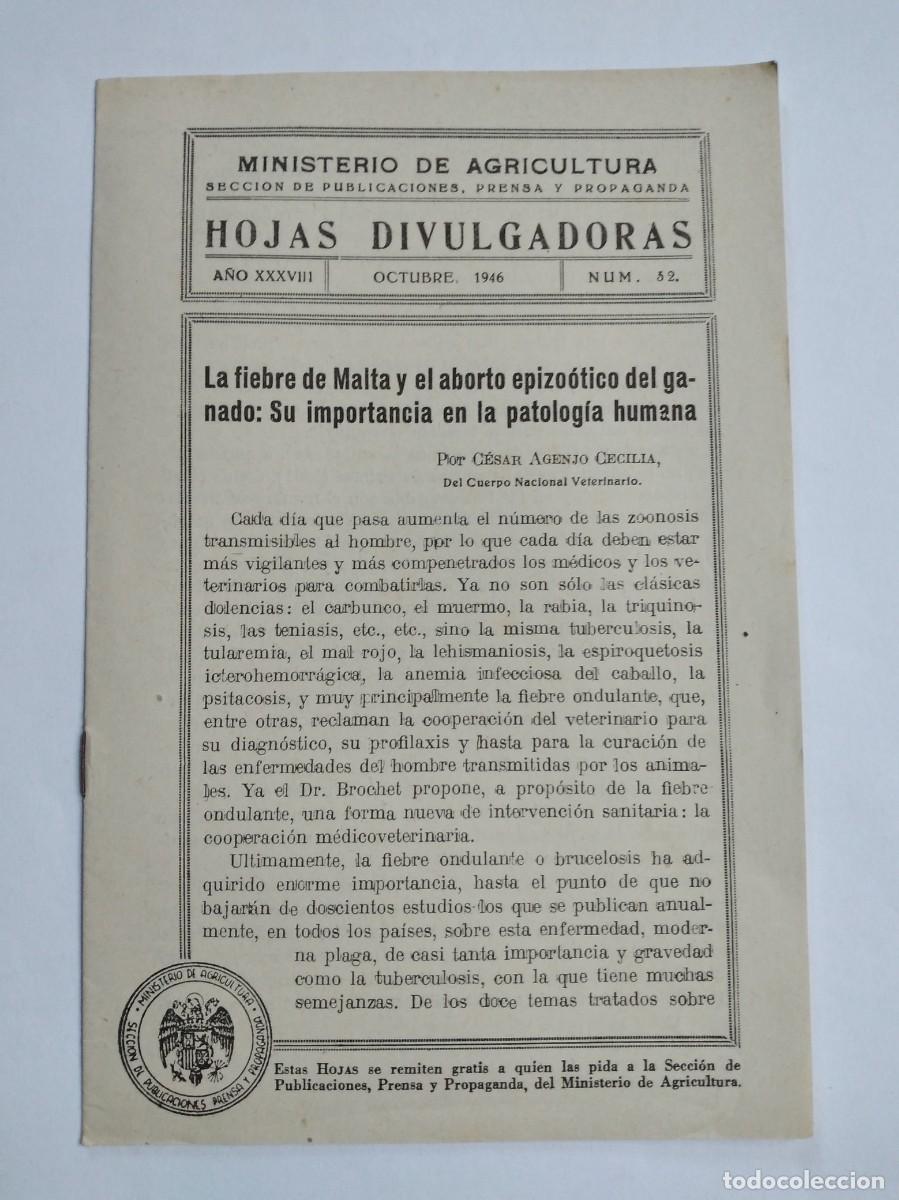 MINISTERIO DE AGRICULTURA
SECCION DE PUBLICACIONES, PRENSA Y PROPAGANDA
HOJAS DIVULGADORAS
AÑO XXXVIII OCTUBRE, 1946 NUM. 52.
La fiebre de Malta y el aborto epizoótico del ga-
nado: Su importancia en la patología humana
Por CÉSAR AGENJO CECILIA,
Del Cuerpo Nacional Veterinario.
Cada día que pasa aumenta el número de las zoonosis
transmisibles al hombre, por lo que cada día deben estar
más vigilantes y más compenetrados los médicos y los ve-
terinarios para combatirlas. Ya no son sólo las clásicas
dolencias: el carbunco, el muermo, la rabia, la triquino-
sis, las teniasis, etc., etc., sino la misma tuberculosis, la
tularemia, el mal rojo, la lehismaniosis, la espiroquetosis
icterohemorrágica, la anemia infecciosa del caballo, la
psitacosis, y muy principalmente la fiebre ondulante, que,
entre otras, reclaman la cooperación del veterinario para
su diagnóstico, su profilaxis y hasta para la curación de
las enfermedades del hombre transmitidas por los anima-
les. Ya el Dr. Brochet propone, a propósito de la fiebre
ondulante, una forma nueva de intervención sanitaria: la
cooperación médicoveterinaria.
Ultimamente, la fiebre ondulante o brucelosis ha ad-
quirido enorme importancia, hasta el punto de que no
bajarán de doscientos estudios los que se publican anual-
mente, en todos los países, sobre esta enfermedad, moder-
na plaga, de casi tanta importancia y gravedad
como la tuberculosis, con la que tiene muchas
semejanzas. De los doce temas tratados sobre
MINISTERIO DE AGRICULTURA
SECCION DE PUBLICACIONES PRENSA Y PROPAGANDA
Estas HOJAS se remiten gratis a quien las pida a la Sección de
Publicaciones, Prensa y Propaganda, del Ministerio de Agricultura.
todocoleccion